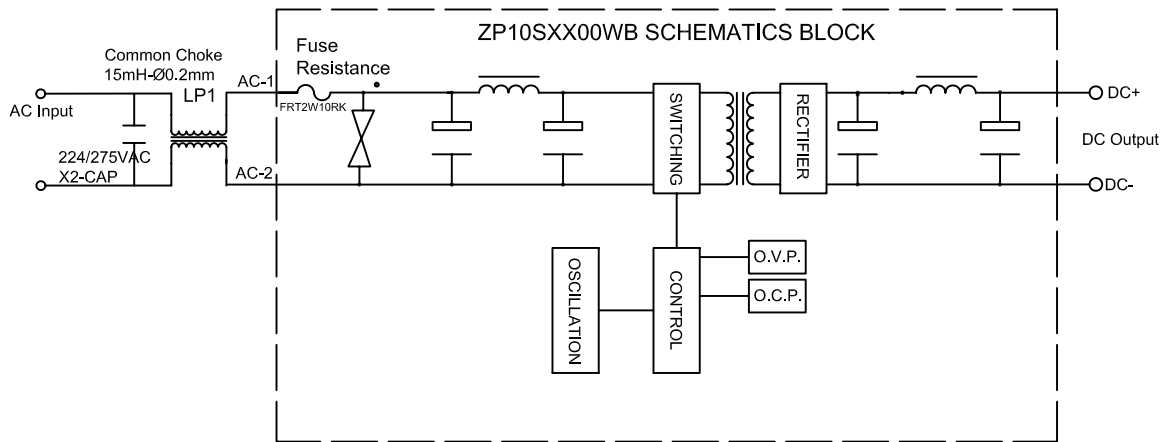 ZP10SXX00WB SCHEMATICS BLOCK
Common Choke
15mH-Ø0.2mm
LP1
AC Input
224/275VAC
X2-CAP
AC-1
AC-2
Fuse
Resistance
FRT2W10RK
SWITCHING
RECTIFIER
DC+
DC Output
DC-
OSCILLATION
CONTROL
O.V.P.
O.C.P.